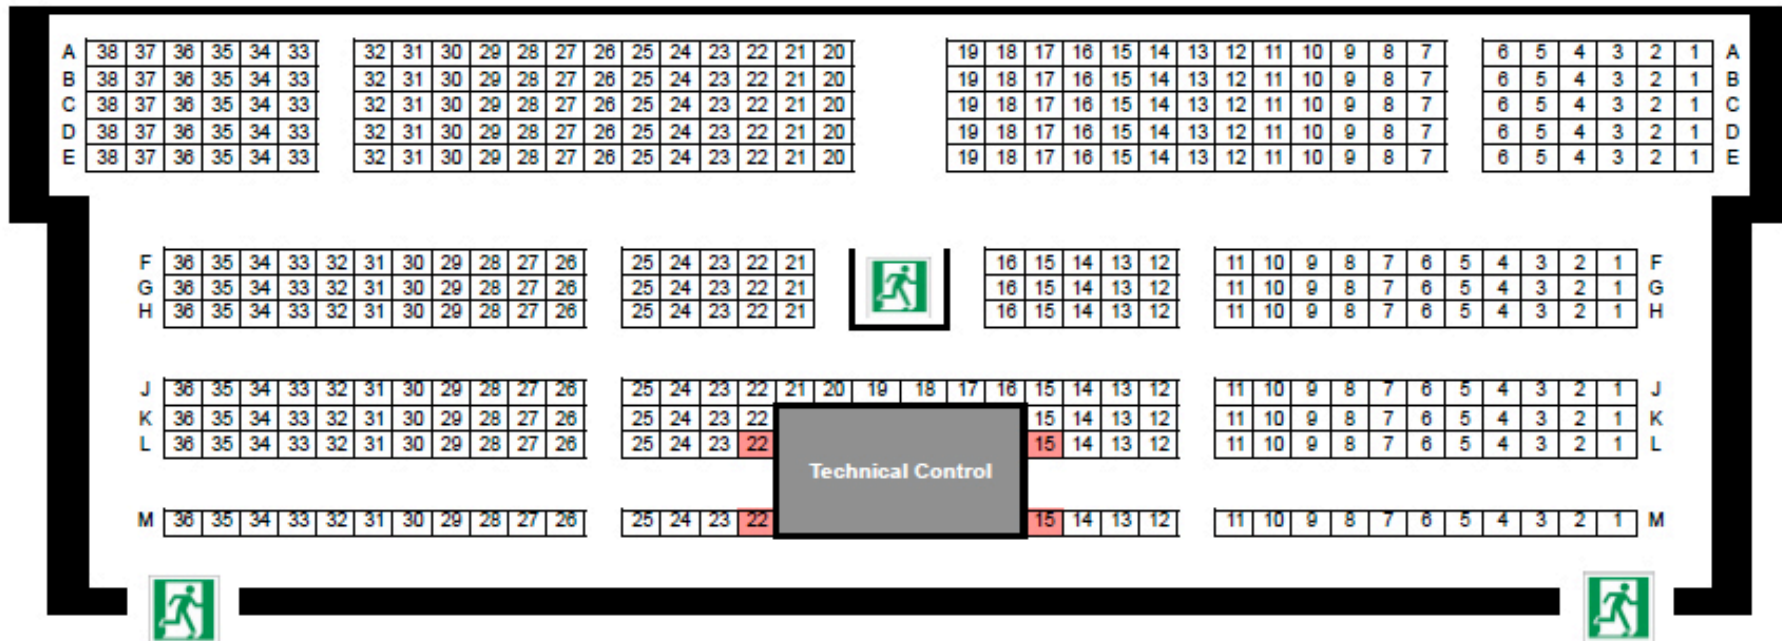 A 38 37 36 35 34 33 32 31 30 29 28 27 26 25 24 23 22 21 20 19 18 17 16 15 14 13 12 11 10 9 8 7 6 5 4 3 2 1 A
B 38 37 36 35 34 33 32 31 30 29 28 27 26 25 24 23 22 21 20 19 18 17 16 15 14 13 12 11 10 9 8 7 6 5 4 3 2 1 B
C 38 37 36 35 34 33 32 31 30 29 28 27 26 25 24 23 22 21 20 19 18 17 16 15 14 13 12 11 10 9 8 7 6 5 4 3 2 1 C
D 38 37 36 35 34 33 32 31 30 29 28 27 26 25 24 23 22 21 20 19 18 17 16 15 14 13 12 11 10 9 8 7 6 5 4 3 2 1 D
E 38 37 36 35 34 33 32 31 30 29 28 27 26 25 24 23 22 21 20 19 18 17 16 15 14 13 12 11 10 9 8 7 6 5 4 3 2 1 E
F 36 35 34 33 32 31 30 29 28 27 26 25 24 23 22 21 16 15 14 13 12 11 10 9 8 7 6 5 4 3 2 1 F
G 36 35 34 33 32 31 30 29 28 27 26 25 24 23 22 21 16 15 14 13 12 11 10 9 8 7 6 5 4 3 2 1 G
H 36 35 34 33 32 31 30 29 28 27 26 25 24 23 22 21 16 15 14 13 12 11 10 9 8 7 6 5 4 3 2 1 H
J 36 35 34 33 32 31 30 29 28 27 26 25 24 23 22 21 20 19 18 17 16 15 14 13 12 11 10 9 8 7 6 5 4 3 2 1 J
K 36 35 34 33 32 31 30 29 28 27 26 25 24 23 22 15 14 13 12 11 10 9 8 7 6 5 4 3 2 1 K
L 36 35 34 33 32 31 30 29 28 27 26 25 24 23 22 15 14 13 12 11 10 9 8 7 6 5 4 3 2 1 L
Technical Control
M 36 35 34 33 32 31 30 29 28 27 26 25 24 23 22 15 14 13 12 11 10 9 8 7 6 5 4 3 2 1 M